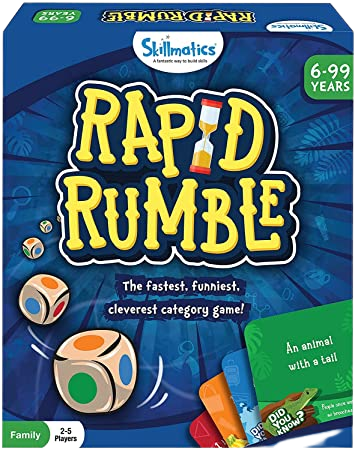 6-99
YEARS
Skillmatics
Skillmatics
A fantastic way to build skills
6-99
YEARS
RAPID
RUMBLE
The fastest, funniest,
cleverest category game!
An animal
with a tail
DID
YOU
KNOW?
Family
2-5
Players